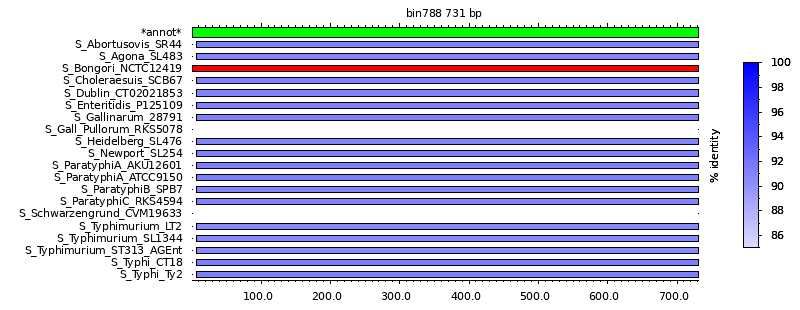 bin788 731 bp
*annot*
S_Abortusovis_SR44
S_Agona_SL483
S_Bongori_NCTC12419
S_Choleraesuis_SCB67
S_Dublin_CT02021853
S_Enteritidis_P125109
S_Gallinarum_28791
S_Gall_Pullorum_RKS5078
S_Heidelberg_SL476
S_Newport_SL254
S_ParatyphiA_AKU12601
S_ParatyphiA_ATCC9150
S_ParatyphiB_SPB7
S_ParatyphiC_RKS4594
S_Schwarzengrund_CVM19633
S_Typhimurium_LT2
S_Typhimurium_SL1344
S_Typhimurium_ST313_AGEnt
S_Typhi_CT18
S_Typhi_Ty2
100.0 200.0 300.0 400.0 500.0 600.0 700.0
% identity
100
98
96
94
92
90
88
86